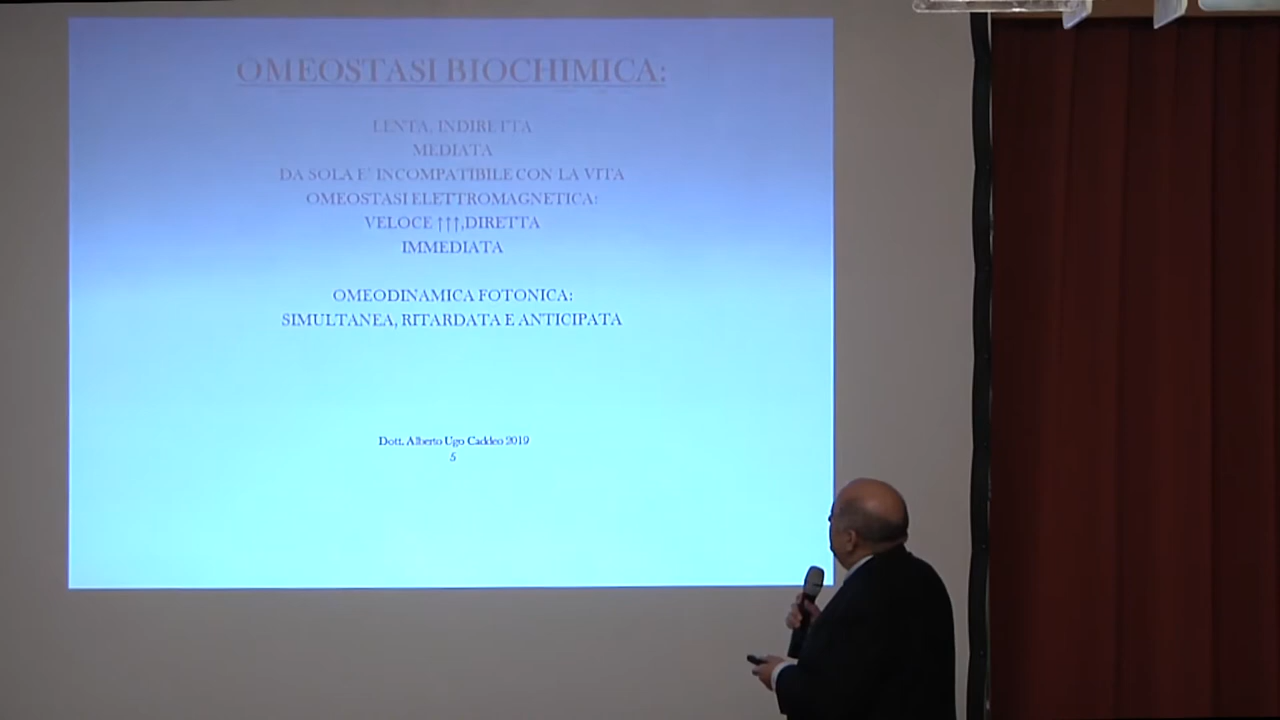 OMEOSTASI BIOCHIMICA:
LENTA, INDIRETTA
MEDIATA
DA SOLA E' INCOMPATIBILE CON LA VITA
OMEOSTASI ELETTROMAGNETICA:
VELOCE ↑↑↑,DIRETTA
IMMEDIATA
OMEODINAMICA FOTONICA:
SIMULTANEA, RITARDATA E ANTICIPATA
Dott. Alberto Ugo Caddeo 2019
5